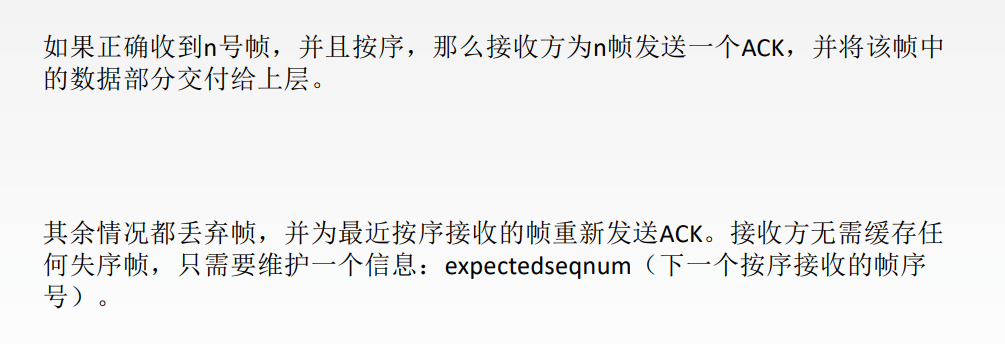 如果正确收到n号帧，并且按序，那么接收方为n帧发送一个ACK，并将该帧中
的数据部分交付给上层。
其余情况都丢弃帧，并为最近按序接收的帧重新发送ACK。接收方无需缓存任
何失序帧，只需要维护一个信息：expectedseqnum（下一个按序接收的帧序
号）。